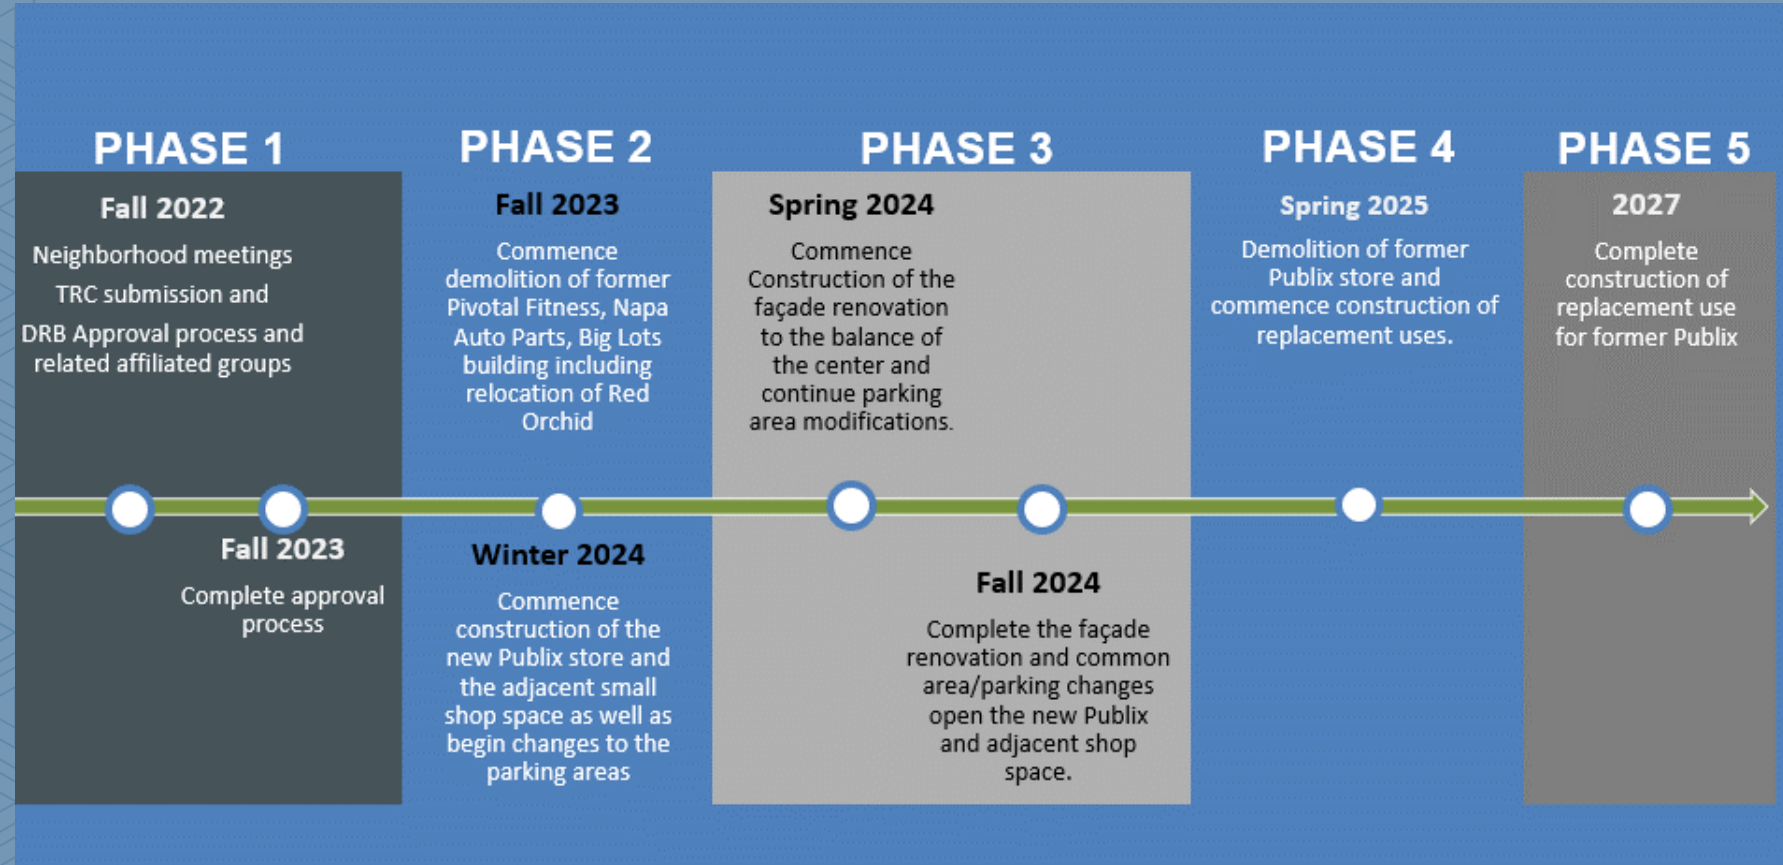 PHASE 1
Fall 2022
Neighborhood meetings
TRC submission and
DRB Approval process and
related affiliated groups
Fall 2023
Complete approval
process
PHASE 2
Fall 2023
Commence
demolition of former
Pivotal Fitness, Napa
Auto Parts, Big Lots
building including
relocation of Red
Orchid
Winter 2024
Commence
construction of the
new Publix store and
the adjacent small
shop space as well as
begin changes to the
parking areas
PHASE 3
Spring 2024
Commence
Construction of the
façade renovation
to the balance of
the center and
continue parking
area modifications.
Fall 2024
Complete the façade
renovation and common
area/parking changes
open the new Publix
and adjacent shop
space.
PHASE 4
Spring 2025
Demolition of former
Publix store and
commence construction of
replacement uses.
PHASE 5
2027
Complete
construction of
replacement use
for former Publix